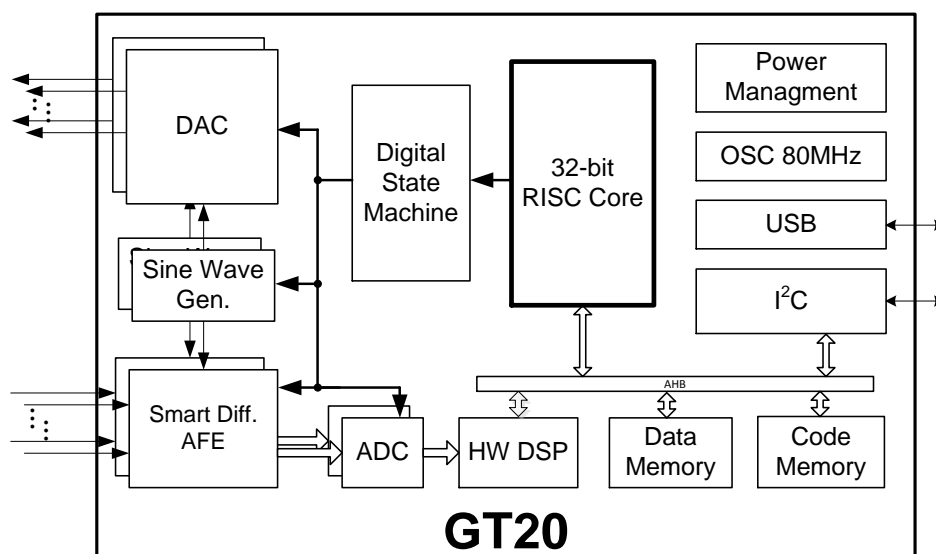 DAC
Digital
State
Machine
32-bit
RISC Core
Power
Managment
OSC 80MHz
USB
I²C
Sine Wave
Gen.
AHB
Smart Diff.
AFE
ADC
HW DSP
Data
Memory
Code
Memory
GT20